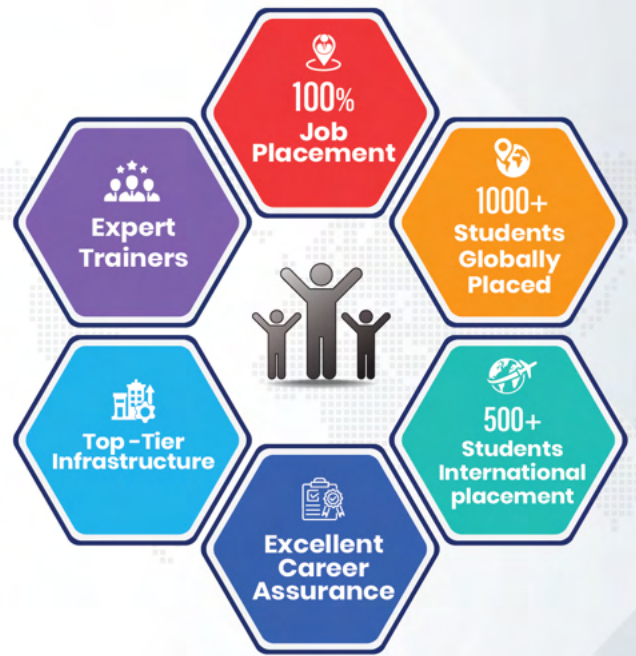 100%
Job
Placement
Expert
Trainers
1000+
Students
Globally
Placed
Top -Tier
Infrastructure
500+
Students
International
placement
Excellent
Career
Assurance